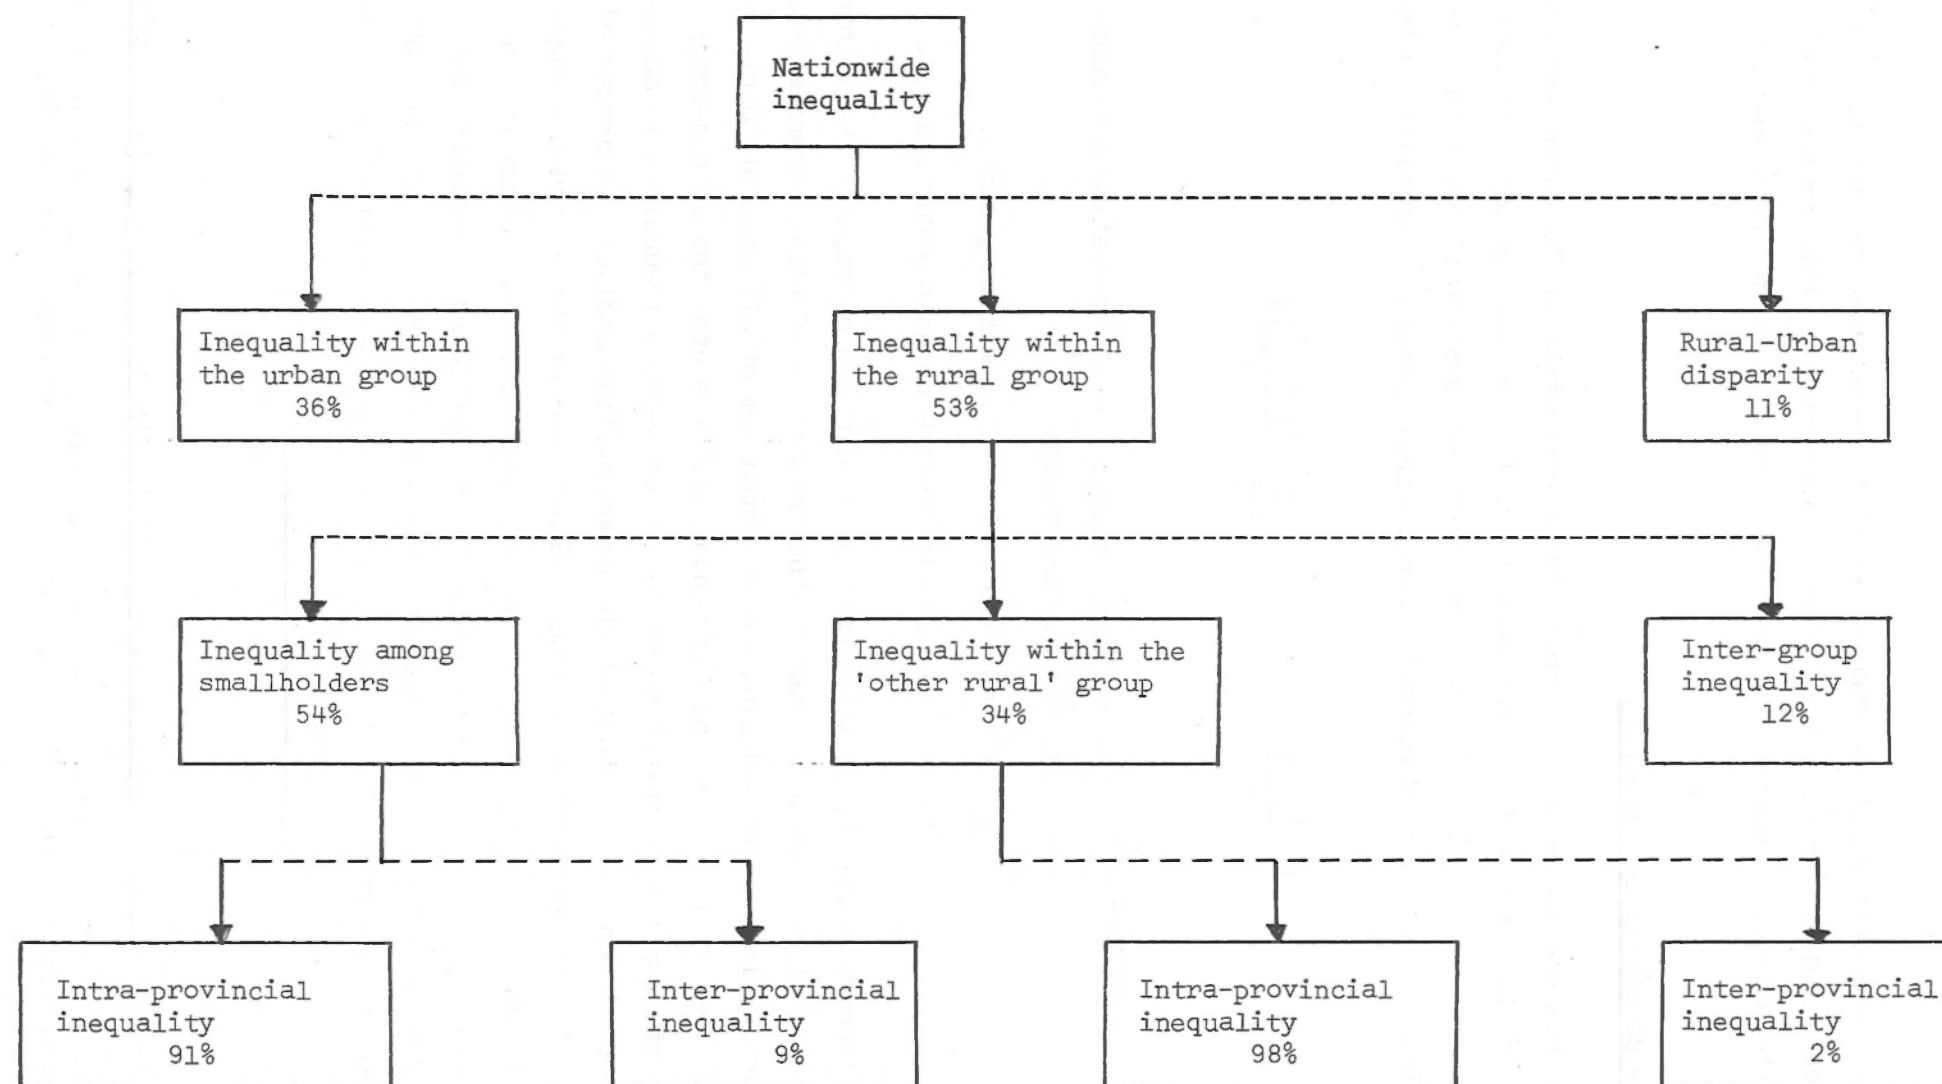 Nationwide
inequality
Inequality within
the urban group
36%
Inequality within
the rural group
53%
Rural-Urban
disparity
11%
Inequality among
smallholders
54%
Inequality within the
'other rural' group
34%
Inter-group
inequality
12%
Intra-provincial
inequality
91%
Inter-provincial
inequality
9%
Intra-provincial
inequality
98%
Inter-provincial
inequality
2%